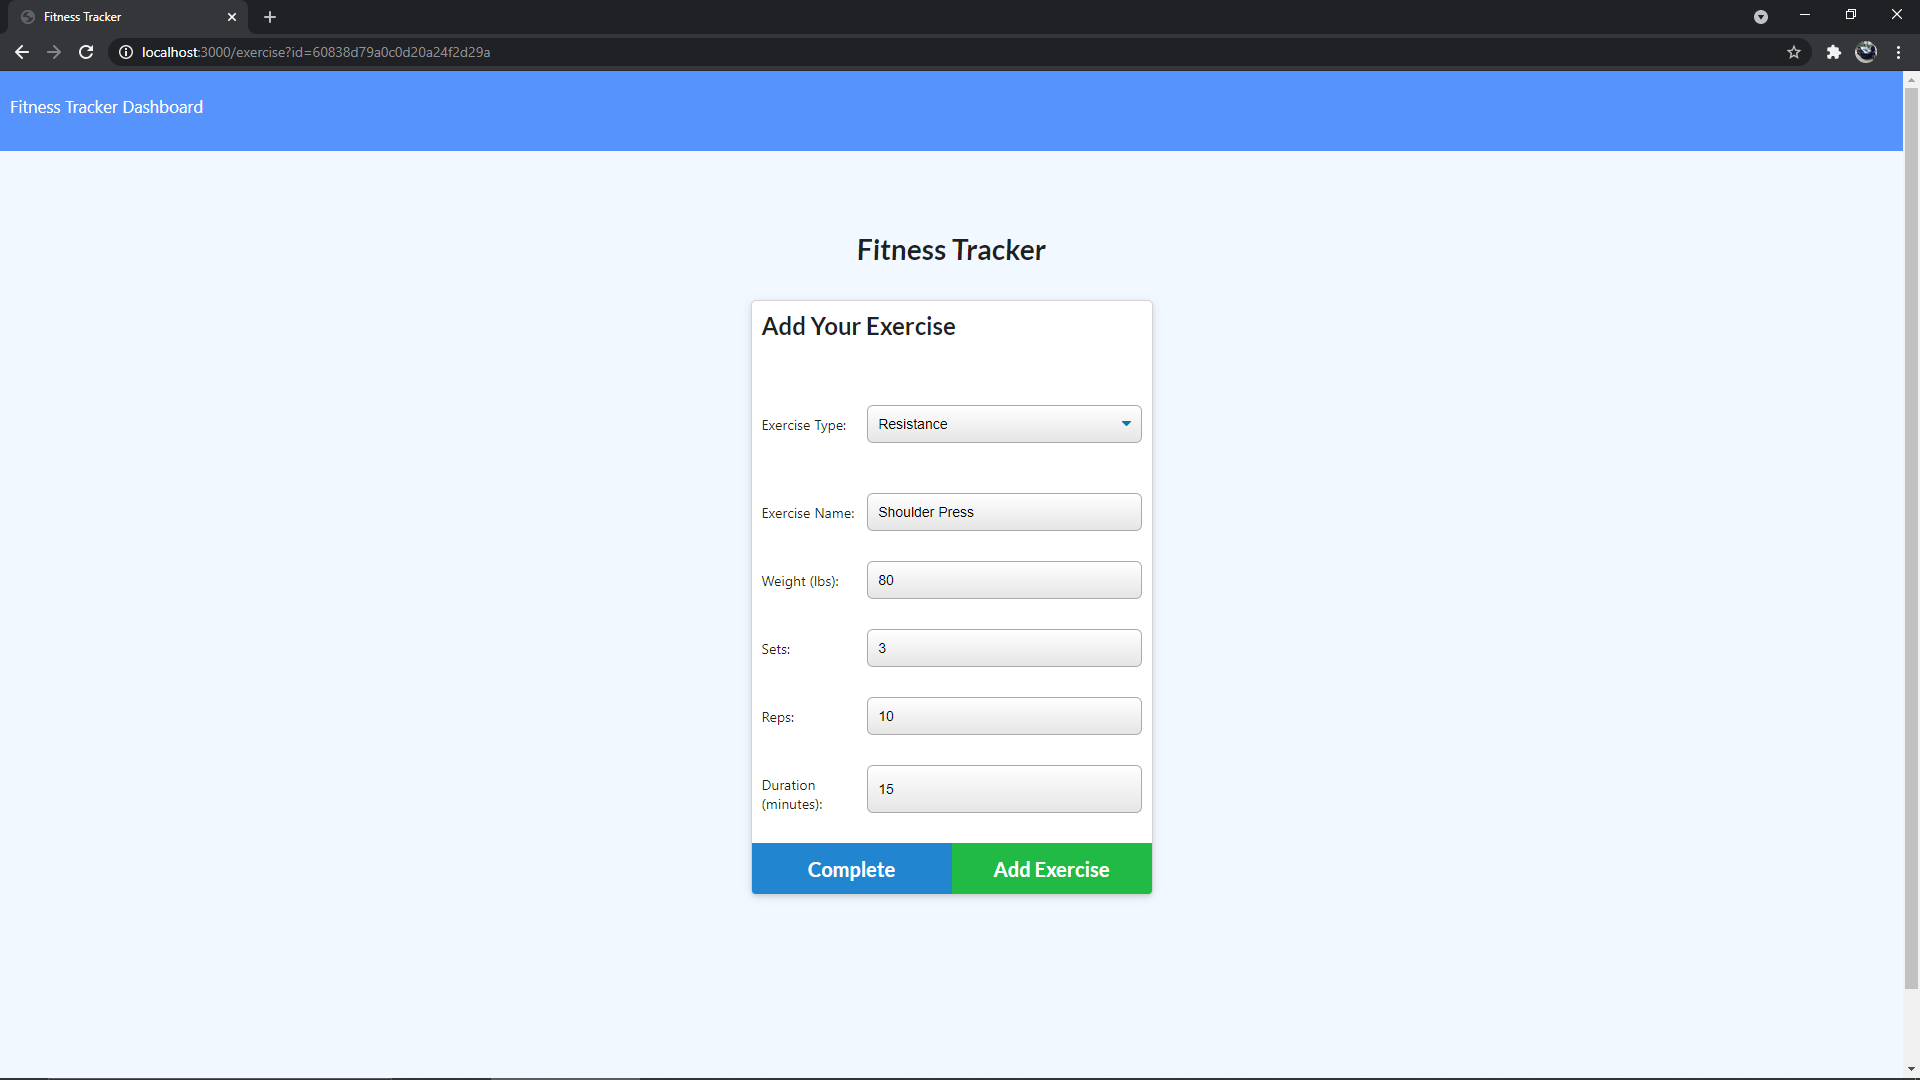 Fitness Tracker
localhost:3000/exercise?id=60838d79a0c0d20a24f2d29a
Fitness Tracker Dashboard
Fitness Tracker
Add Your Exercise
Exercise Type: Resistance
Exercise Name: Shoulder Press
Weight (lbs): 80
Sets: 3
Reps: 10
Duration
(minutes): 15
Complete Add Exercise